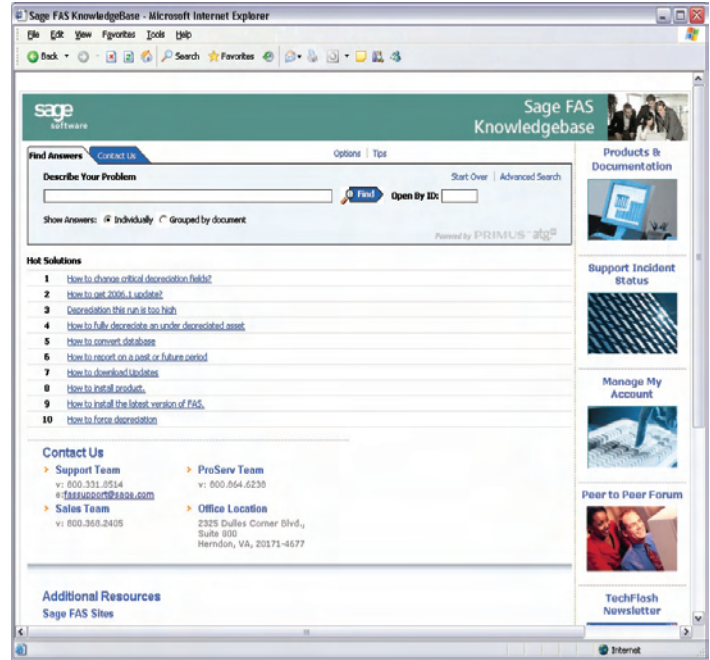 Sage FAS KnowledgeBase - Microsoft Internet Explorer
File Edit View Favorites Tools Help
Back Search Favorites
sage
software
Sage FAS
Knowledgebase
Find Answers Contact Us Options | Tips
Describe Your Problem Start Over | Advanced Search
Find Open By ID:
Show Answers: Individually Grouped by document
Powered by PRIMUS atg
Hot Solutions
1 How to change critical depreciation fields?
2 How to get 2006.1 update?
3 Depreciation this run is too high
4 How to fully depreciate an under depreciated asset
5 How to convert database
6 How to report on a past or future period
7 How to download Updates
8 How to install product.
9 How to install the latest version of FAS.
10 How to force depreciation
Contact Us
Support Team
v: 800.331.8514
e:fassupport@sage.com
Sales Team
v: 800.368.2405
ProServ Team
v: 800.864.6238
Office Location
2325 Dulles Corner Blvd.,
Suite 800
Herndon, VA, 20171-4677
Additional Resources
Sage FAS Sites
Products &
Documentation
Support Incident
Status
Manage My
Account
Peer to Peer Forum
TechFlash
Newsletter
Internet